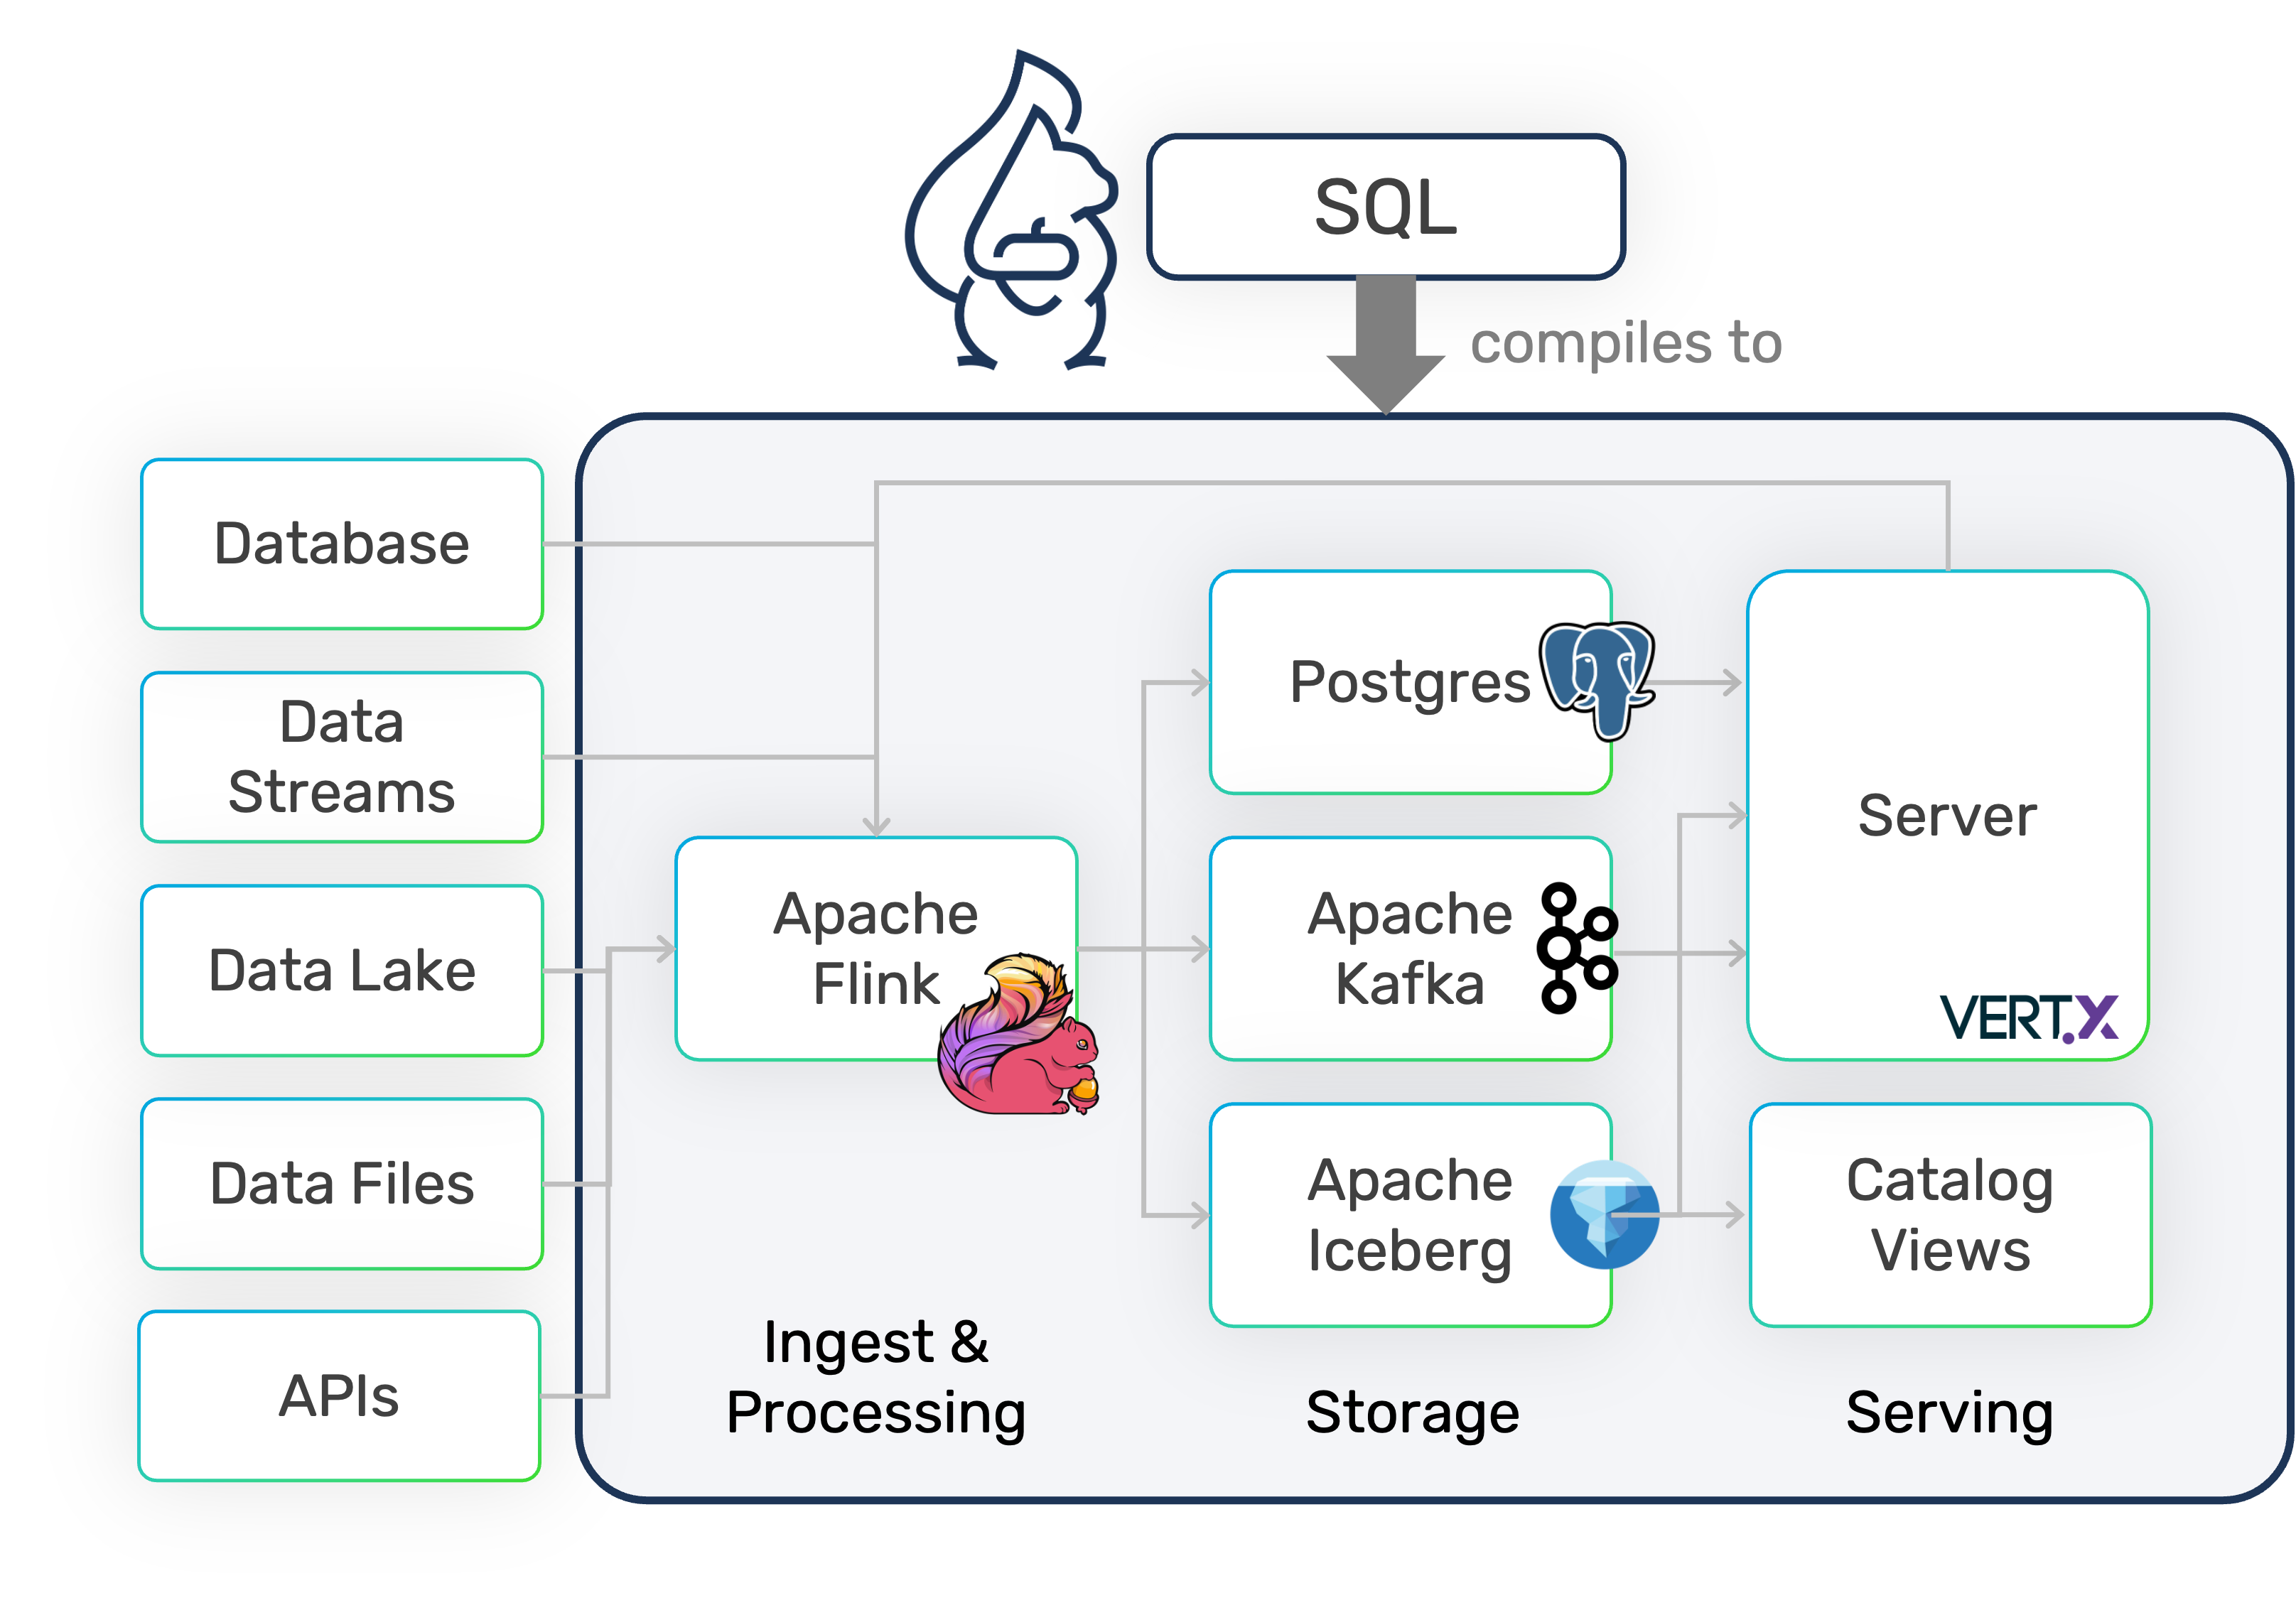 SQL
compiles to
Database
Data
Streams
Data Lake
Data Files
APIs
Apache
Flink
Ingest &
Processing
Postgres
Apache
Kafka
Apache
Iceberg
Storage
Server
VERT.X
Catalog
Views
Serving